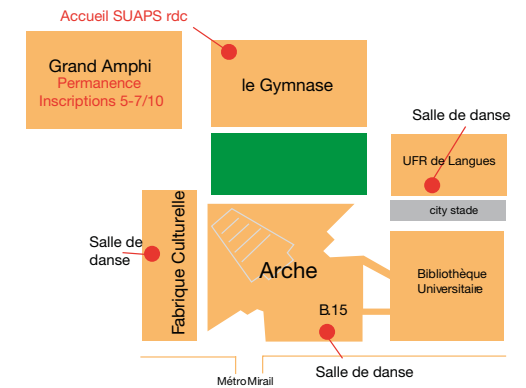 Accueil SUAPS rdc
Grand Amphi
Permanence
Inscriptions 5-7/10
le Gymnase
Salle de danse
UFR de Langues
city stade
Fabrique Culturelle
Salle de
danse
Arche
B.15
Bibliothèque
Universitaire
Salle de danse
Métro Mirail